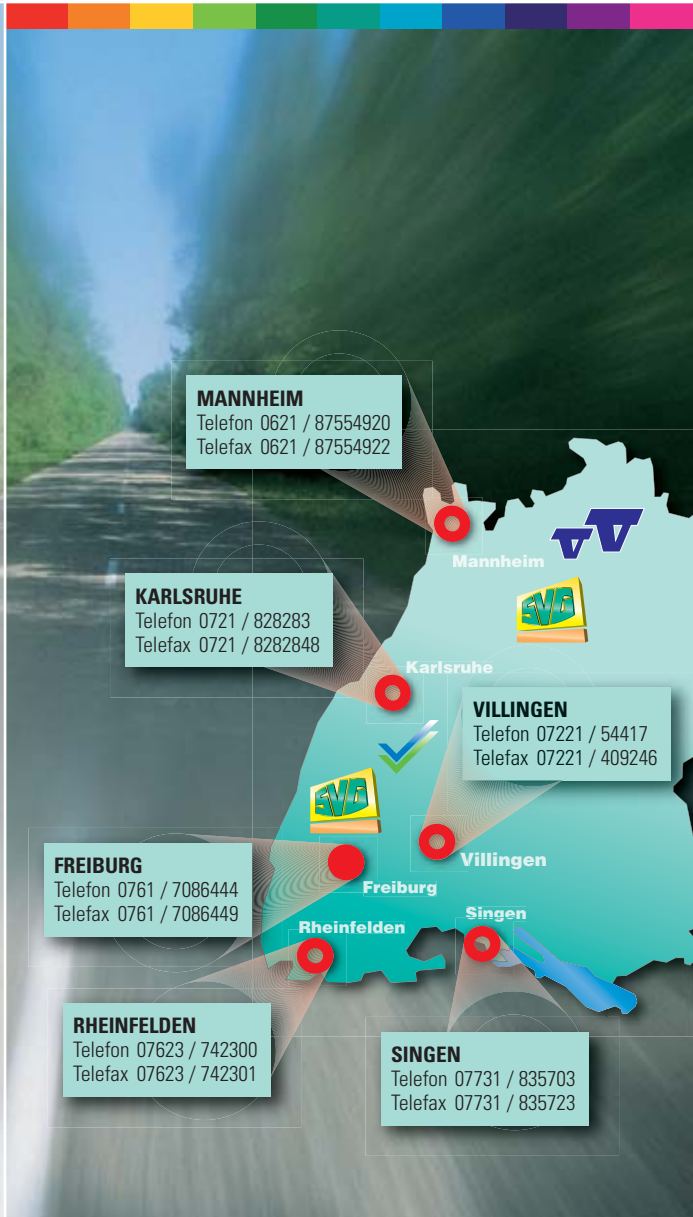 MANNHEIM
Telefon 0621 / 87554920
Telefax 0621 / 87554922
Mannheim
SVG
KARLSRUHE
Telefon 0721 / 828283
Telefax 0721 / 8282848
Karlsruhe
VILLINGEN
Telefon 07221 / 54417
Telefax 07221 / 409246
SVG
Villingen
FREIBURG
Telefon 0761 / 7086444
Telefax 0761 / 7086449
Freiburg
Rheinfelden
Singen
RHEINFELDEN
Telefon 07623 / 742300
Telefax 07623 / 742301
SINGEN
Telefon 07731 / 835703
Telefax 07731 / 835723